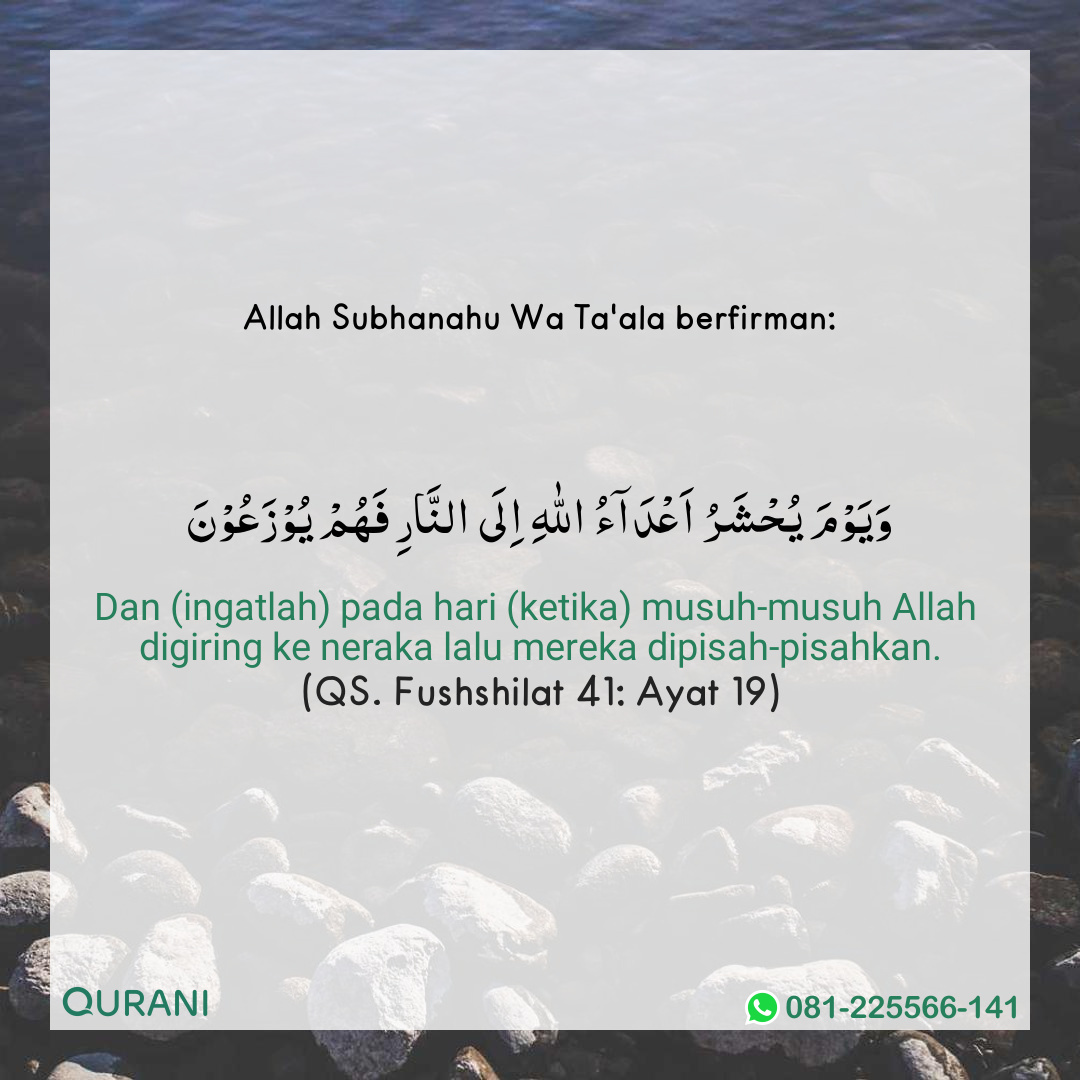 Allah Subhanahu Wa Ta'ala berfirman:
وَيَوْمَ يُحْشَرُ اَعْدَاۤءُ اللّٰهِ اِلَى النَّارِ فَهُمْ يُوْزَعُوْنَ
Dan (ingatlah) pada hari (ketika) musuh-musuh Allah
digiring ke neraka lalu mereka dipisah-pisahkan.
(QS. Fushshilat 41: Ayat 19)
QURANI
081-225566-141